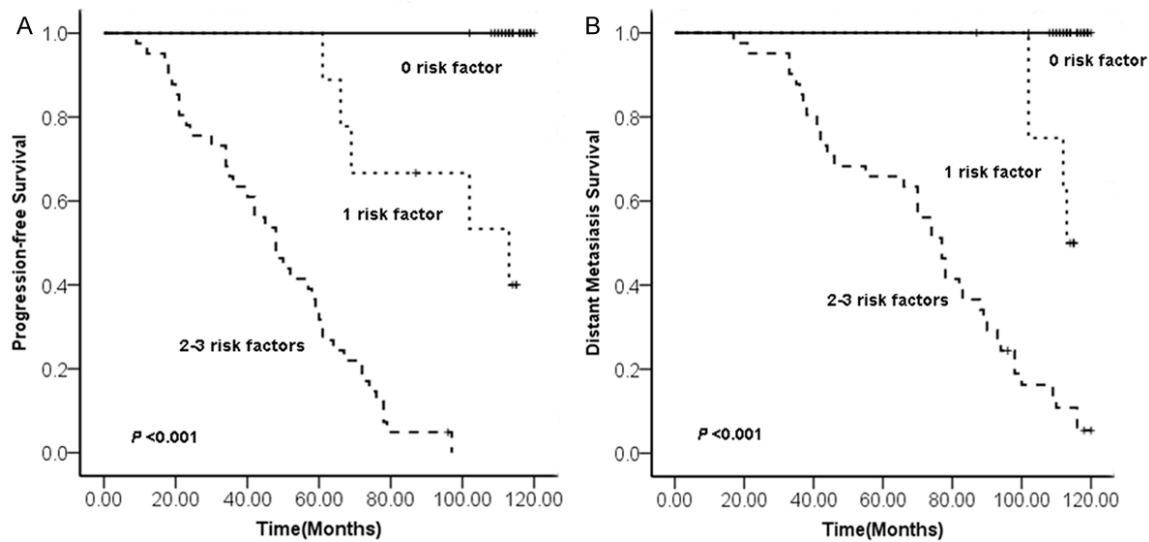 A
Progression-free Survival
1.0
0.8
0.6
0.4
0.2
0.0
0 risk factor
1 risk factor
2-3 risk factors
P <0.001
0.00 20.00 40.00 60.00 80.00 100.00 120.00
Time(Months)
B
Distant Metasiasis Survival
1.0
0.8
0.6
0.4
0.2
0.0
0 risk factor
1 risk factor
2-3 risk factors
P <0.001
0.00 20.00 40.00 60.00 80.00 100.00 120.00
Time(Months)